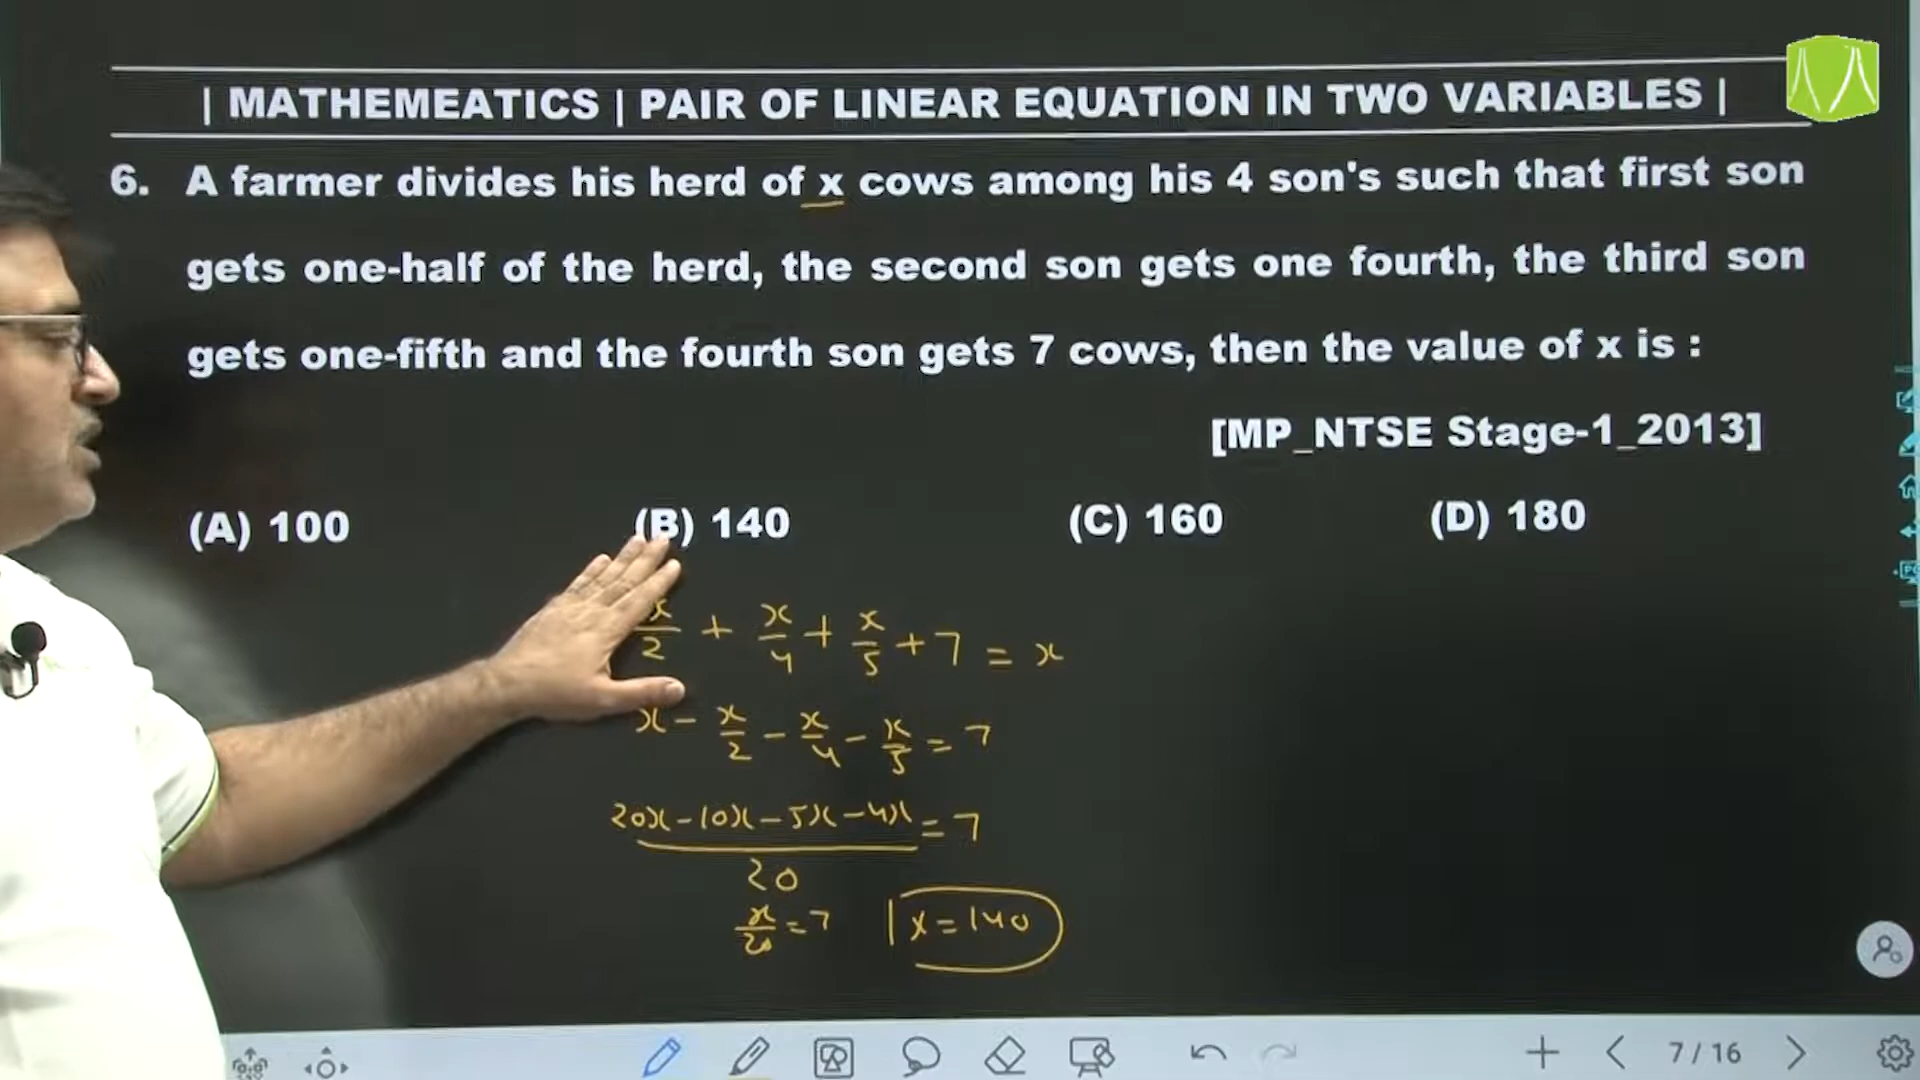 | MATHEMEATICS | PAIR OF LINEAR EQUATION IN TWO VARIABLES |
6. A farmer divides his herd of x cows among his 4 son's such that first son
gets one-half of the herd, the second son gets one fourth, the third son
gets one-fifth and the fourth son gets 7 cows, then the value of x is :
[MP_NTSE Stage-1_2013]
(A) 100 (B) 140 (C) 160 (D) 180
x/2 + x/4 + x/5 + 7 = x
x - x/2 - x/4 - x/5 = 7
20x - 10x - 5x - 4x = 7
20
x/20 = 7 | x = 140
7 / 16